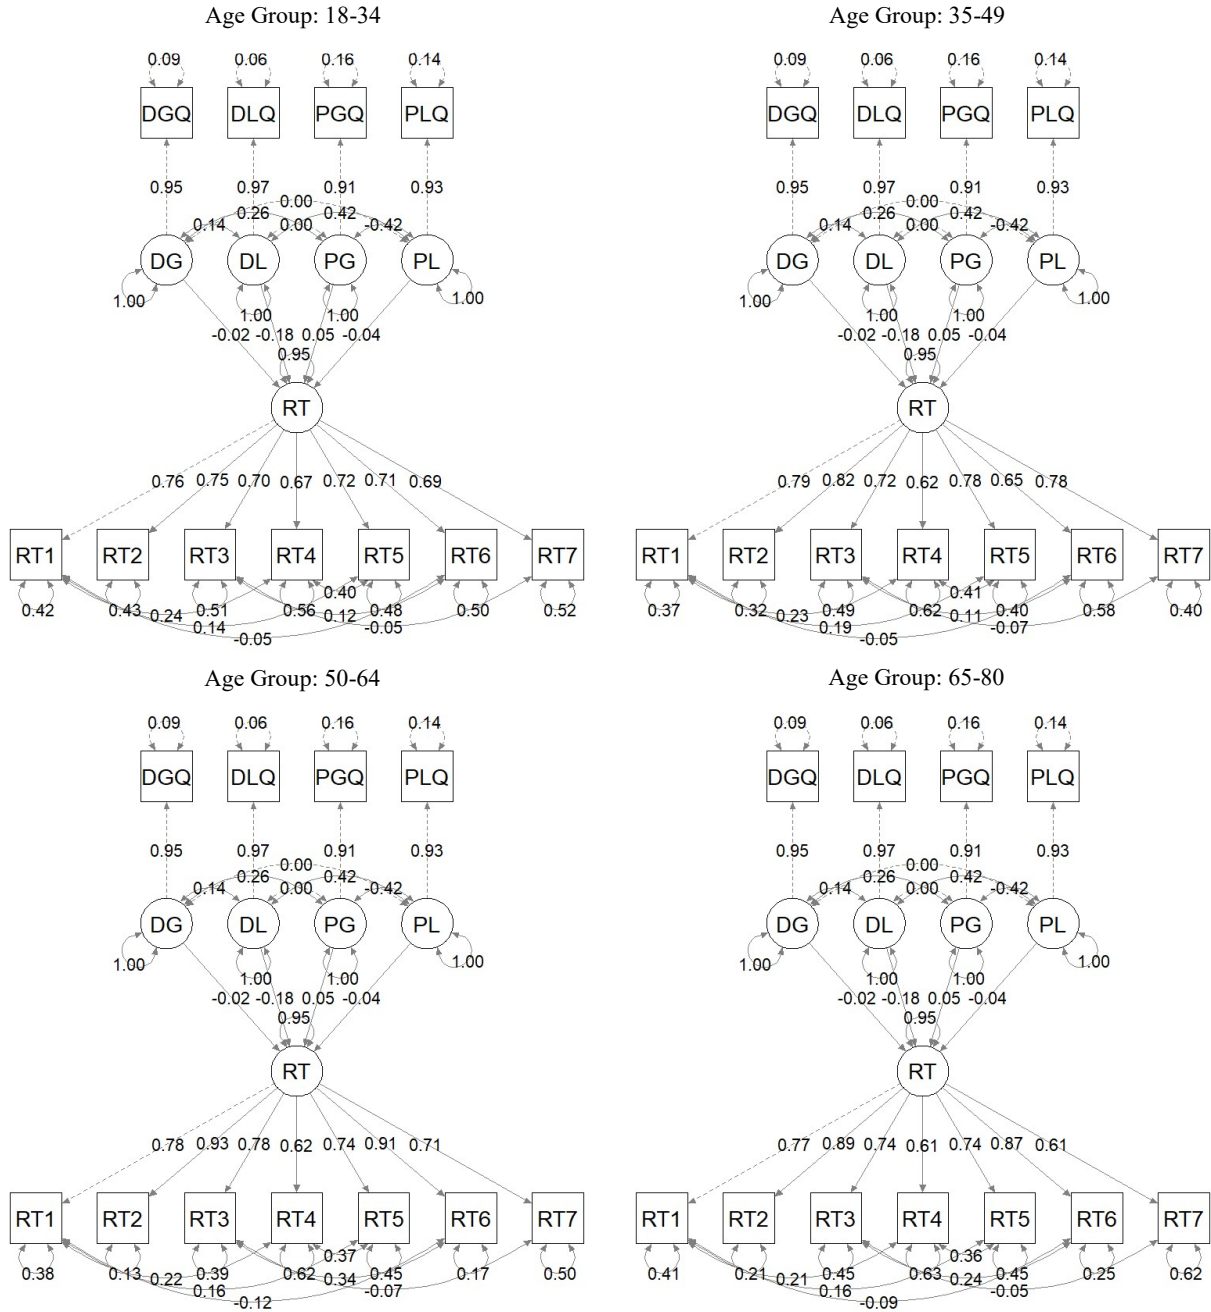 Age Group: 18-34
Age Group: 35-49
0.09 0.06 0.16 0.14
0.09 0.06 0.16 0.14
DGQ DLQ PGQ PLQ
DGQ DLQ PGQ PLQ
0.95 0.97 0.91 0.93
0.95 0.97 0.91 0.93
0.00
0.00
0.26 0.42
0.26 0.42
0.14 0.00 -0.42
0.14 0.00 -0.42
DG DL PG PL
DG DL PG PL
1.00 1.00
1.00 1.00
1.00 1.00
1.00 1.00
-0.02 -0.18 0.05 -0.04
-0.02 -0.18 0.05 -0.04
0.95
0.95
RT
RT
0.76 0.75 0.70 0.67 0.72 0.71 0.69
0.79 0.82 0.72 0.62 0.78 0.65 0.78
RT1 RT2 RT3 RT4 RT5 RT6 RT7
RT1 RT2 RT3 RT4 RT5 RT6 RT7
0.40
0.41
0.42 0.43 0.24 0.51 0.56 0.12 0.48 0.50 0.52
0.37 0.32 0.23 0.49 0.62 0.11 0.40 0.58 0.40
0.14 -0.05
0.19 -0.07
-0.05
-0.05
Age Group: 50-64
Age Group: 65-80
0.09 0.06 0.16 0.14
0.09 0.06 0.16 0.14
DGQ DLQ PGQ PLQ
DGQ DLQ PGQ PLQ
0.95 0.97 0.91 0.93
0.95 0.97 0.91 0.93
0.00
0.00
0.26 0.42
0.26 0.42
0.14 0.00 -0.42
0.14 0.00 -0.42
DG DL PG PL
DG DL PG PL
1.00 1.00
1.00 1.00
1.00 1.00
1.00 1.00
-0.02 -0.18 0.05 -0.04
-0.02 -0.18 0.05 -0.04
0.95
0.95
RT
RT
0.78 0.93 0.78 0.62 0.74 0.91 0.71
0.77 0.89 0.74 0.61 0.74 0.87 0.61
RT1 RT2 RT3 RT4 RT5 RT6 RT7
RT1 RT2 RT3 RT4 RT5 RT6 RT7
0.37
0.36
0.38 0.13 0.22 0.39 0.62 0.34 0.45 0.17 0.50
0.41 0.21 0.21 0.45 0.63 0.24 0.45 0.25 0.62
0.16 -0.07
0.16 -0.05
-0.12
-0.09